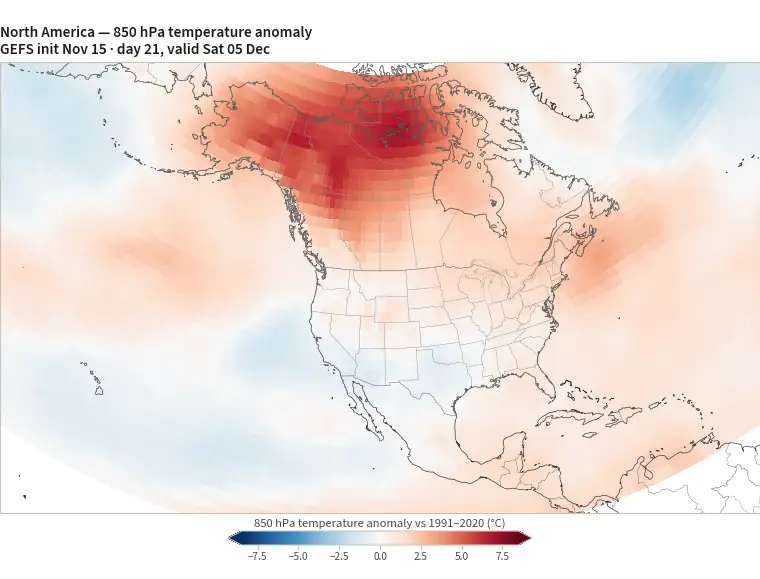 North America — 850 hPa temperature anomaly
GEFS init Nov 15 · day 21, valid Sat 05 Dec
850 hPa temperature anomaly vs 1991–2020 (°C)
−7.5 −5.0 −2.5 0.0 2.5 5.0 7.5